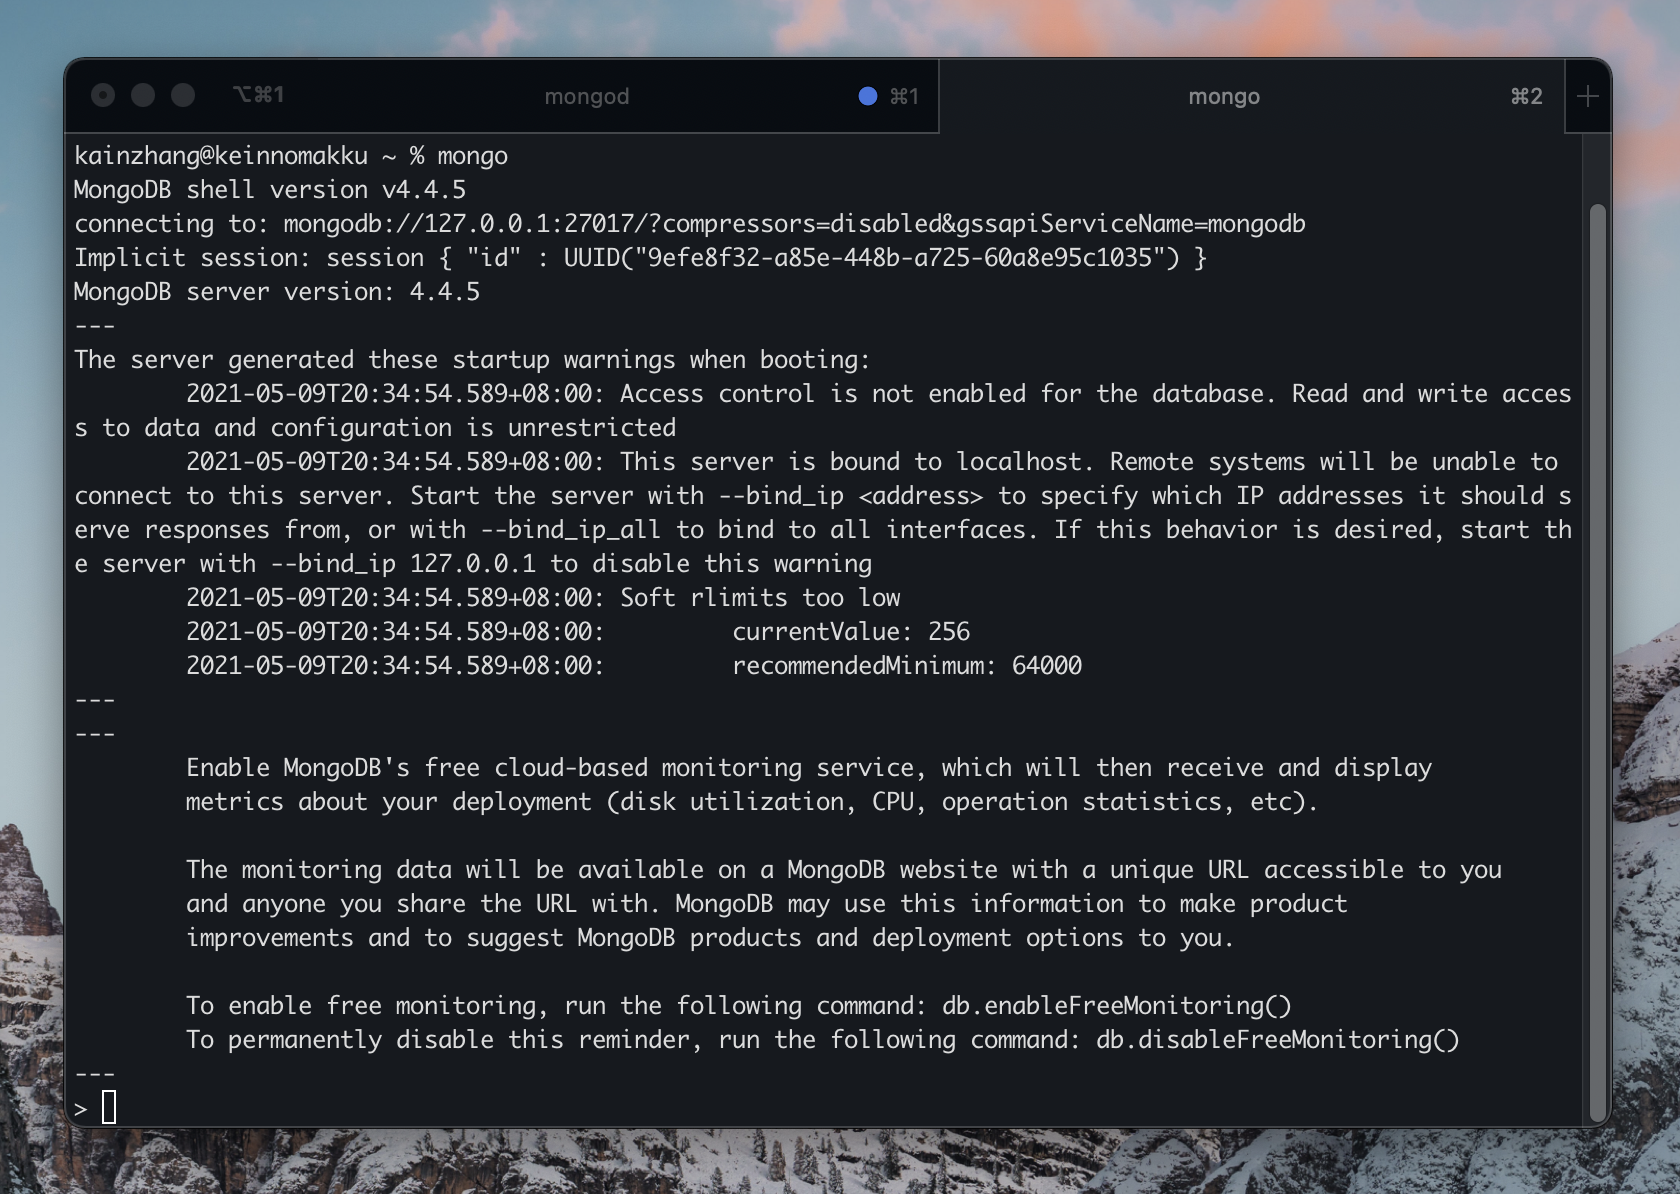 ⌥⌘1 mongod ⌘1 mongo ⌘2 +
kainzhang@keinnomakku ~ % mongo
MongoDB shell version v4.4.5
connecting to: mongodb://127.0.0.1:27017/?compressors=disabled&gssapiServiceName=mongodb
Implicit session: session { "id" : UUID("9efe8f32-a85e-448b-a725-60a8e95c1035") }
MongoDB server version: 4.4.5
---
The server generated these startup warnings when booting:
        2021-05-09T20:34:54.589+08:00: Access control is not enabled for the database. Read and write acces
s to data and configuration is unrestricted
        2021-05-09T20:34:54.589+08:00: This server is bound to localhost. Remote systems will be unable to
connect to this server. Start the server with --bind_ip <address> to specify which IP addresses it should s
erve responses from, or with --bind_ip_all to bind to all interfaces. If this behavior is desired, start th
e server with --bind_ip 127.0.0.1 to disable this warning
        2021-05-09T20:34:54.589+08:00: Soft rlimits too low
        2021-05-09T20:34:54.589+08:00:         currentValue: 256
        2021-05-09T20:34:54.589+08:00:         recommendedMinimum: 64000
---
---
        Enable MongoDB's free cloud-based monitoring service, which will then receive and display
        metrics about your deployment (disk utilization, CPU, operation statistics, etc).

        The monitoring data will be available on a MongoDB website with a unique URL accessible to you
        and anyone you share the URL with. MongoDB may use this information to make product
        improvements and to suggest MongoDB products and deployment options to you.

        To enable free monitoring, run the following command: db.enableFreeMonitoring()
        To permanently disable this reminder, run the following command: db.disableFreeMonitoring()
---
>